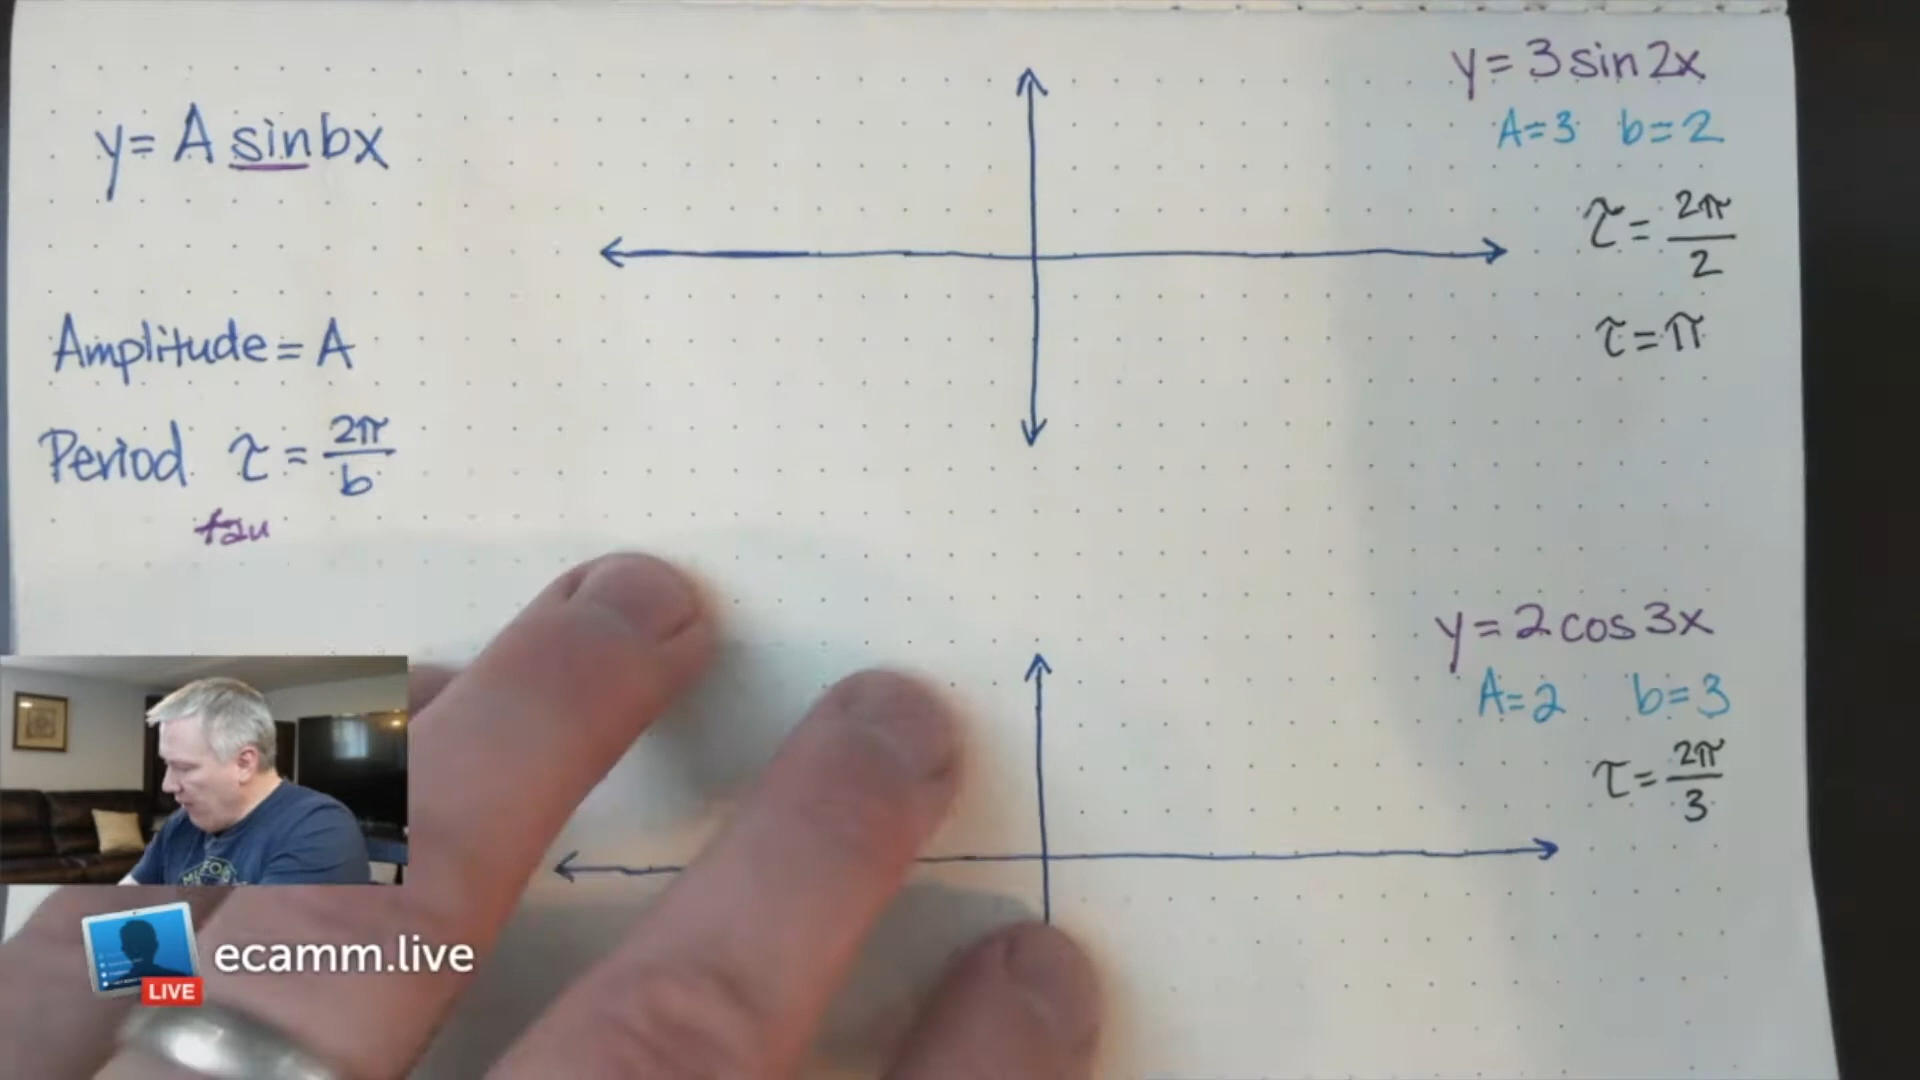 y = A sin bx
Amplitude = A
Period τ = 2π/b
tau
y = 3 sin 2x
A=3 b=2
τ = 2π/2
τ = π
y = 2 cos 3x
A=2 b=3
τ = 2π/3
ecamm.live
LIVE